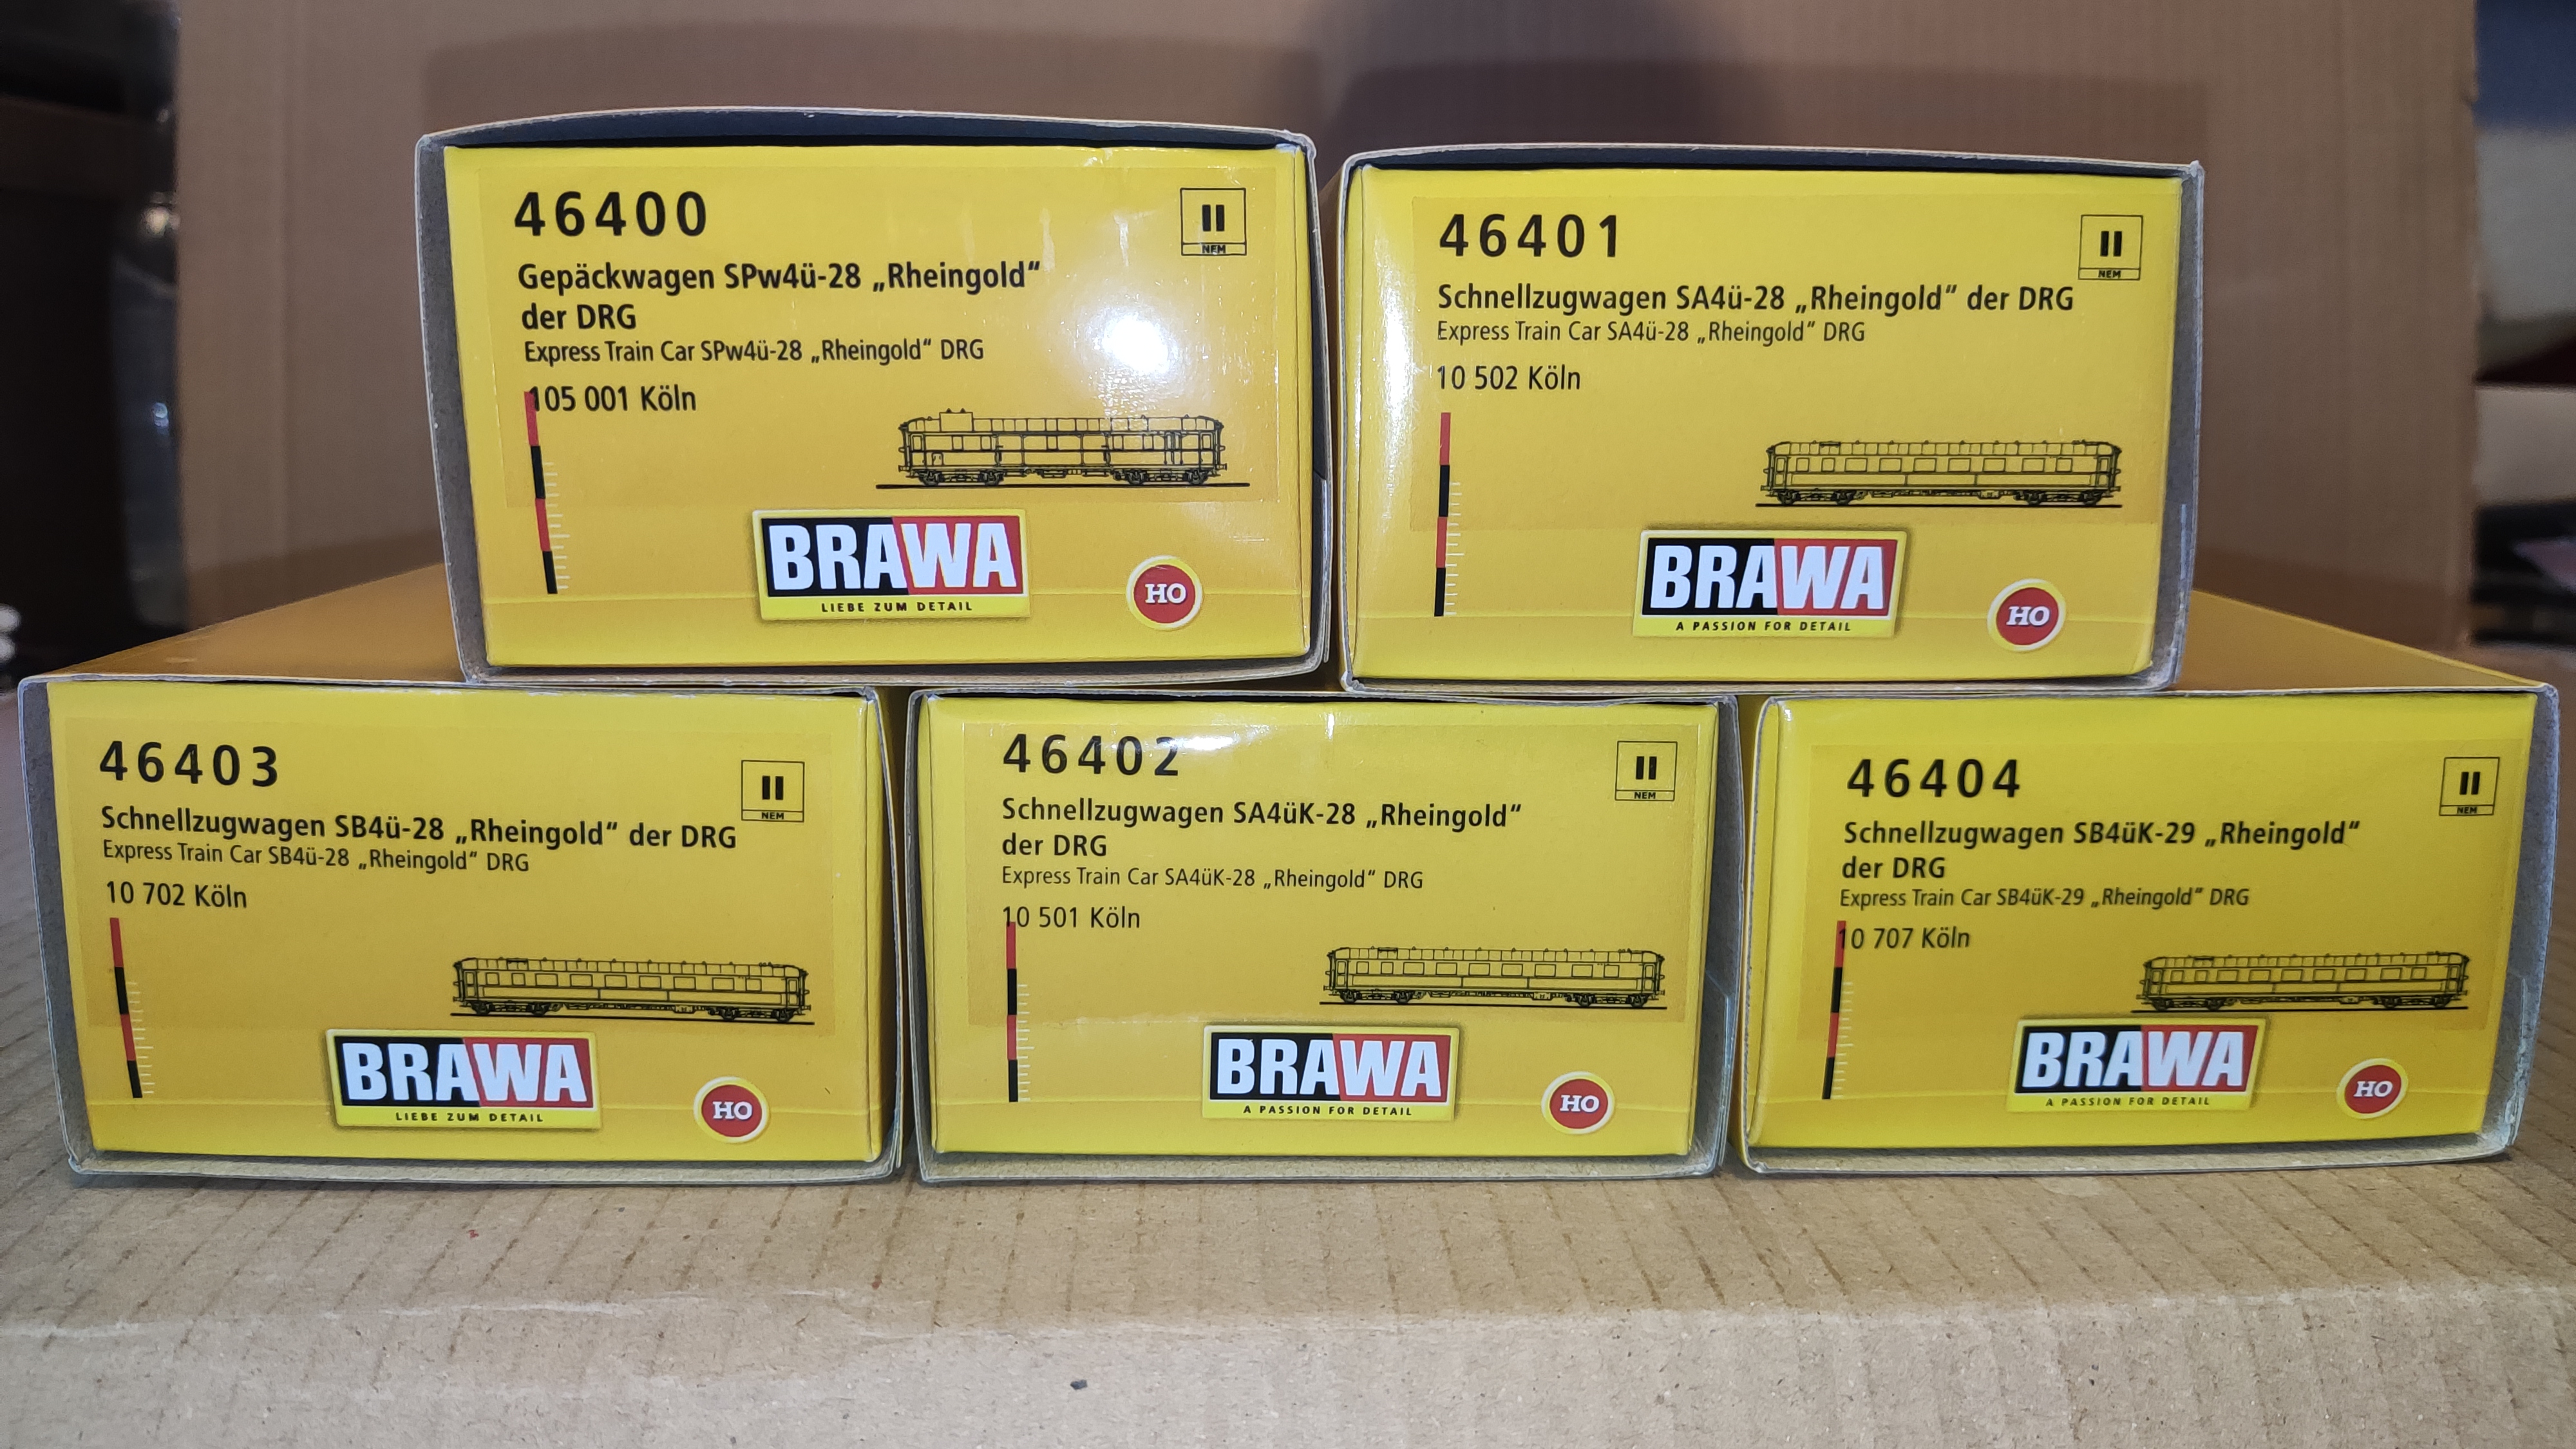 46400
II
NEM
Gepäckwagen SPw4ü-28 „Rheingold“
der DRG
Express Train Car SPw4ü-28 „Rheingold“ DRG
105 001 Köln
BRAWA
LIEBE ZUM DETAIL
HO
46401
II
NEM
Schnellzugwagen SA4ü-28 „Rheingold“ der DRG
Express Train Car SA4ü-28 „Rheingold“ DRG
10 502 Köln
BRAWA
A PASSION FOR DETAIL
HO
46403
II
NEM
Schnellzugwagen SB4ü-28 „Rheingold“ der DRG
Express Train Car SB4ü-28 „Rheingold“ DRG
10 702 Köln
BRAWA
LIEBE ZUM DETAIL
HO
46402
II
NEM
Schnellzugwagen SA4üK-28 „Rheingold“
der DRG
Express Train Car SA4üK-28 „Rheingold“ DRG
10 501 Köln
BRAWA
A PASSION FOR DETAIL
HO
46404
II
NEM
Schnellzugwagen SB4üK-29 „Rheingold“
der DRG
Express Train Car SB4üK-29 „Rheingold“ DRG
10 707 Köln
BRAWA
A PASSION FOR DETAIL
HO